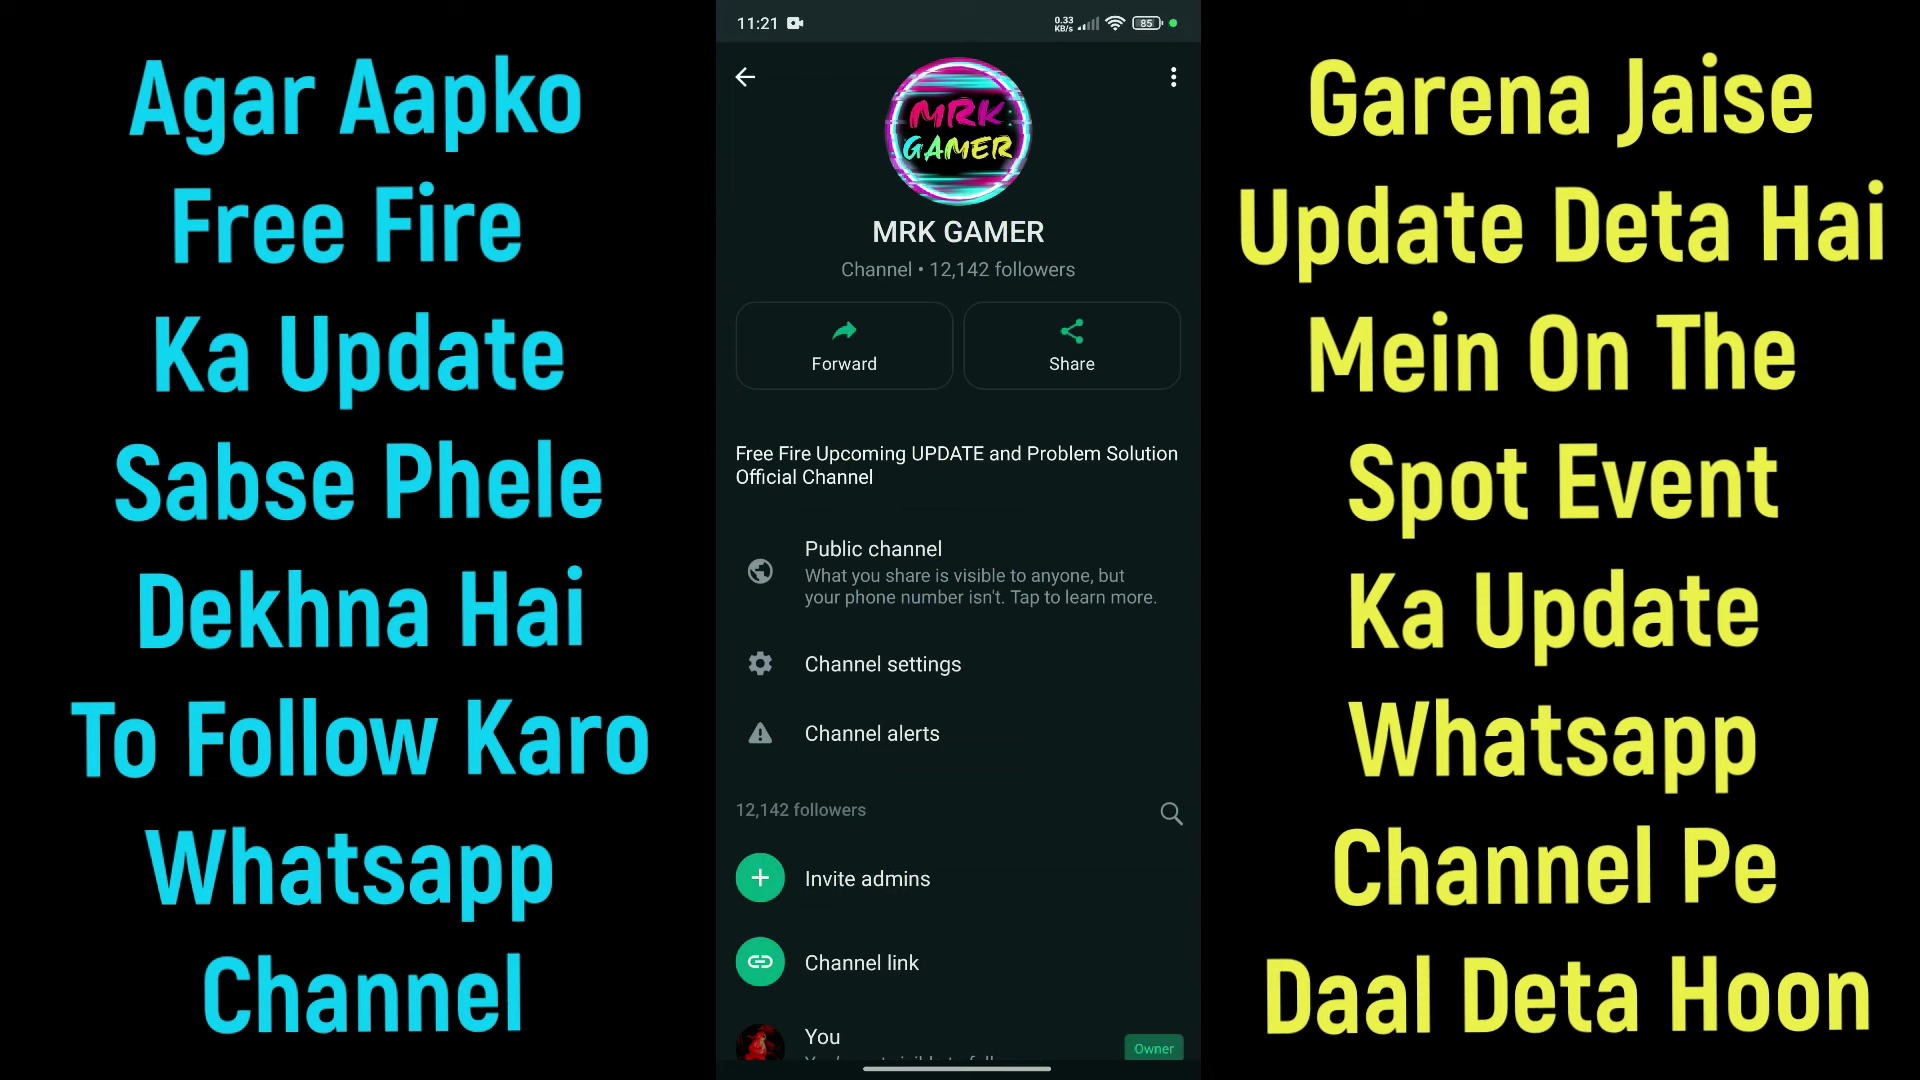 Agar Aapko
Free Fire
Ka Update
Sabse Phele
Dekhna Hai
To Follow Karo
Whatsapp
Channel
11:21
0.33
KB/s
85
MRK
GAMER
MRK GAMER
Channel • 12,142 followers
Forward
Share
Free Fire Upcoming UPDATE and Problem Solution
Official Channel
Public channel
What you share is visible to anyone, but
your phone number isn't. Tap to learn more.
Channel settings
Channel alerts
12,142 followers
Invite admins
Channel link
You
Owner
Garena Jaise
Update Deta Hai
Mein On The
Spot Event
Ka Update
Whatsapp
Channel Pe
Daal Deta Hoon